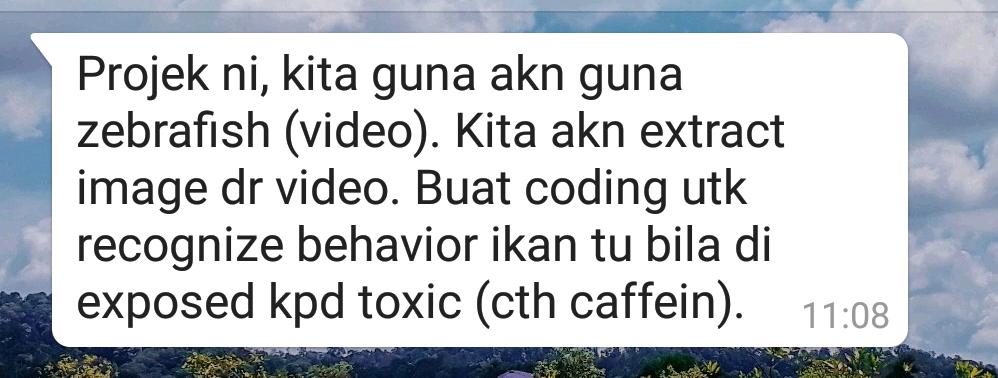 Projek ni, kita guna akn guna
zebrafish (video). Kita akn extract
image dr video. Buat coding utk
recognize behavior ikan tu bila di
exposed kpd toxic (cth caffein).
11:08